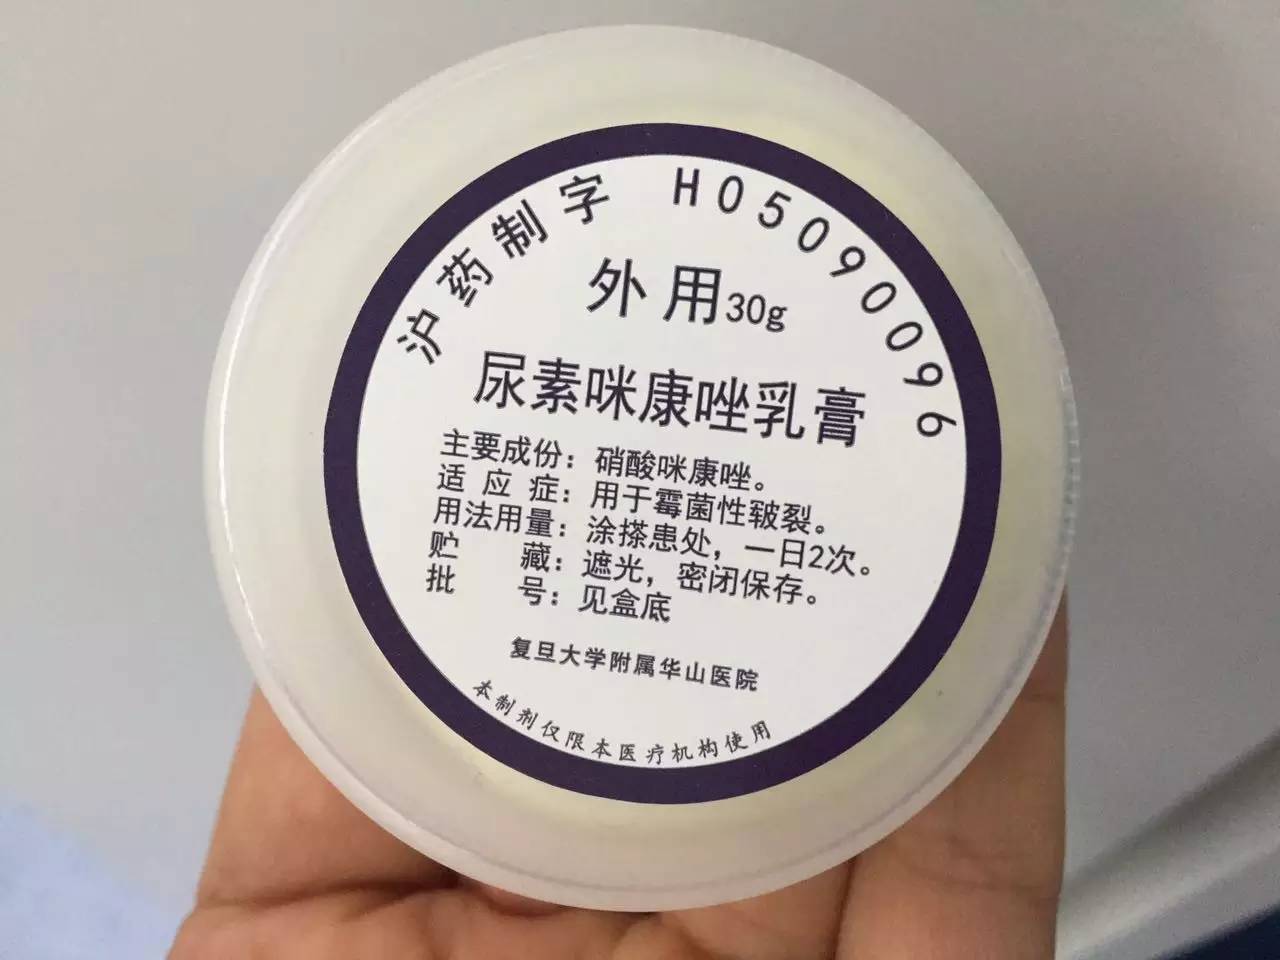 沪药制字 H05090096
外用30g
尿素咪康唑乳膏
主要成份：硝酸咪康唑。
适应症：用于霉菌性皲裂。
用法用量：涂搽患处，一日2次。
贮藏：遮光，密闭保存。
批号：见盒底
复旦大学附属华山医院
本制剂仅限本医疗机构使用